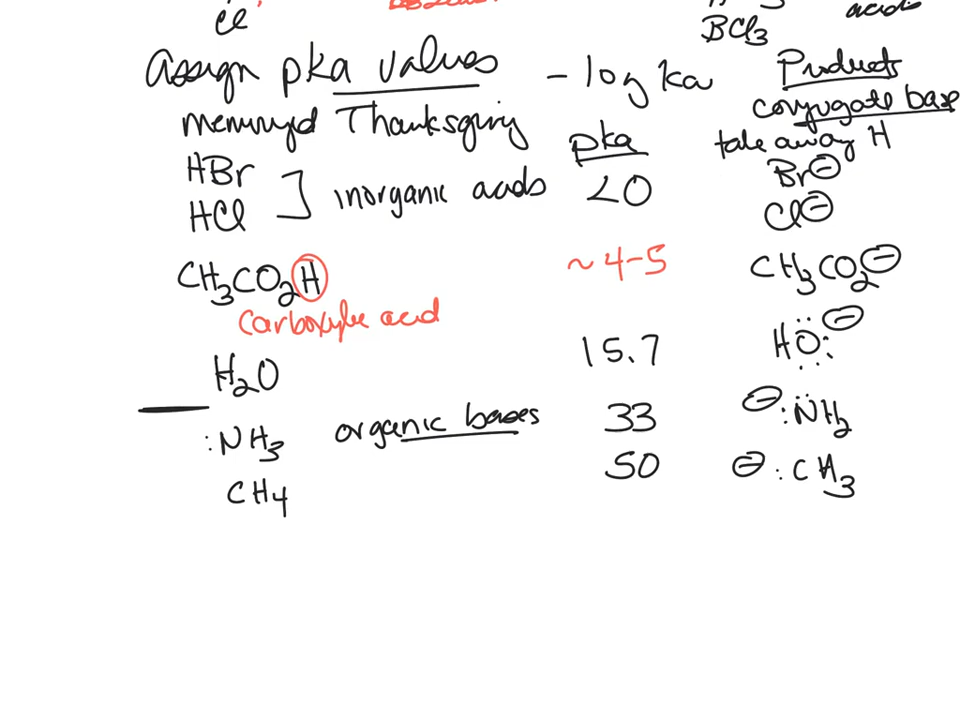 Cl
BCl3
acids
Assign pka values - log ka Products
conjugate base
memorized Thanksgiving pka take away H
HBr Br⊖
] inorganic acids <0
HCl Cl⊖
CH3CO2H ~4-5 CH3CO2⊖
carboxylic acid
H2O 15.7 HO:⊖
:NH3 organic bases 33 ⊖:NH2
CH4 50 ⊖:CH3